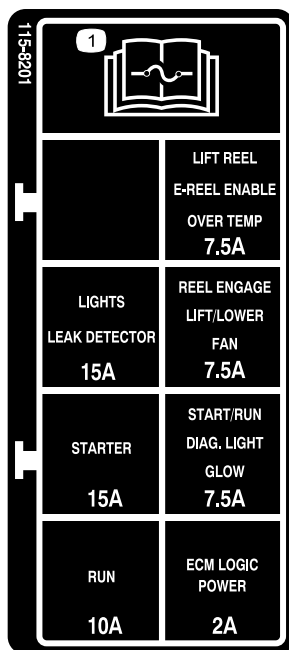 115-8201
1
LIFT REEL
E-REEL ENABLE
OVER TEMP
7.5A
LIGHTS
LEAK DETECTOR
15A
REEL ENGAGE
LIFT/LOWER
FAN
7.5A
STARTER
15A
START/RUN
DIAG. LIGHT
GLOW
7.5A
RUN
10A
ECM LOGIC
POWER
2A